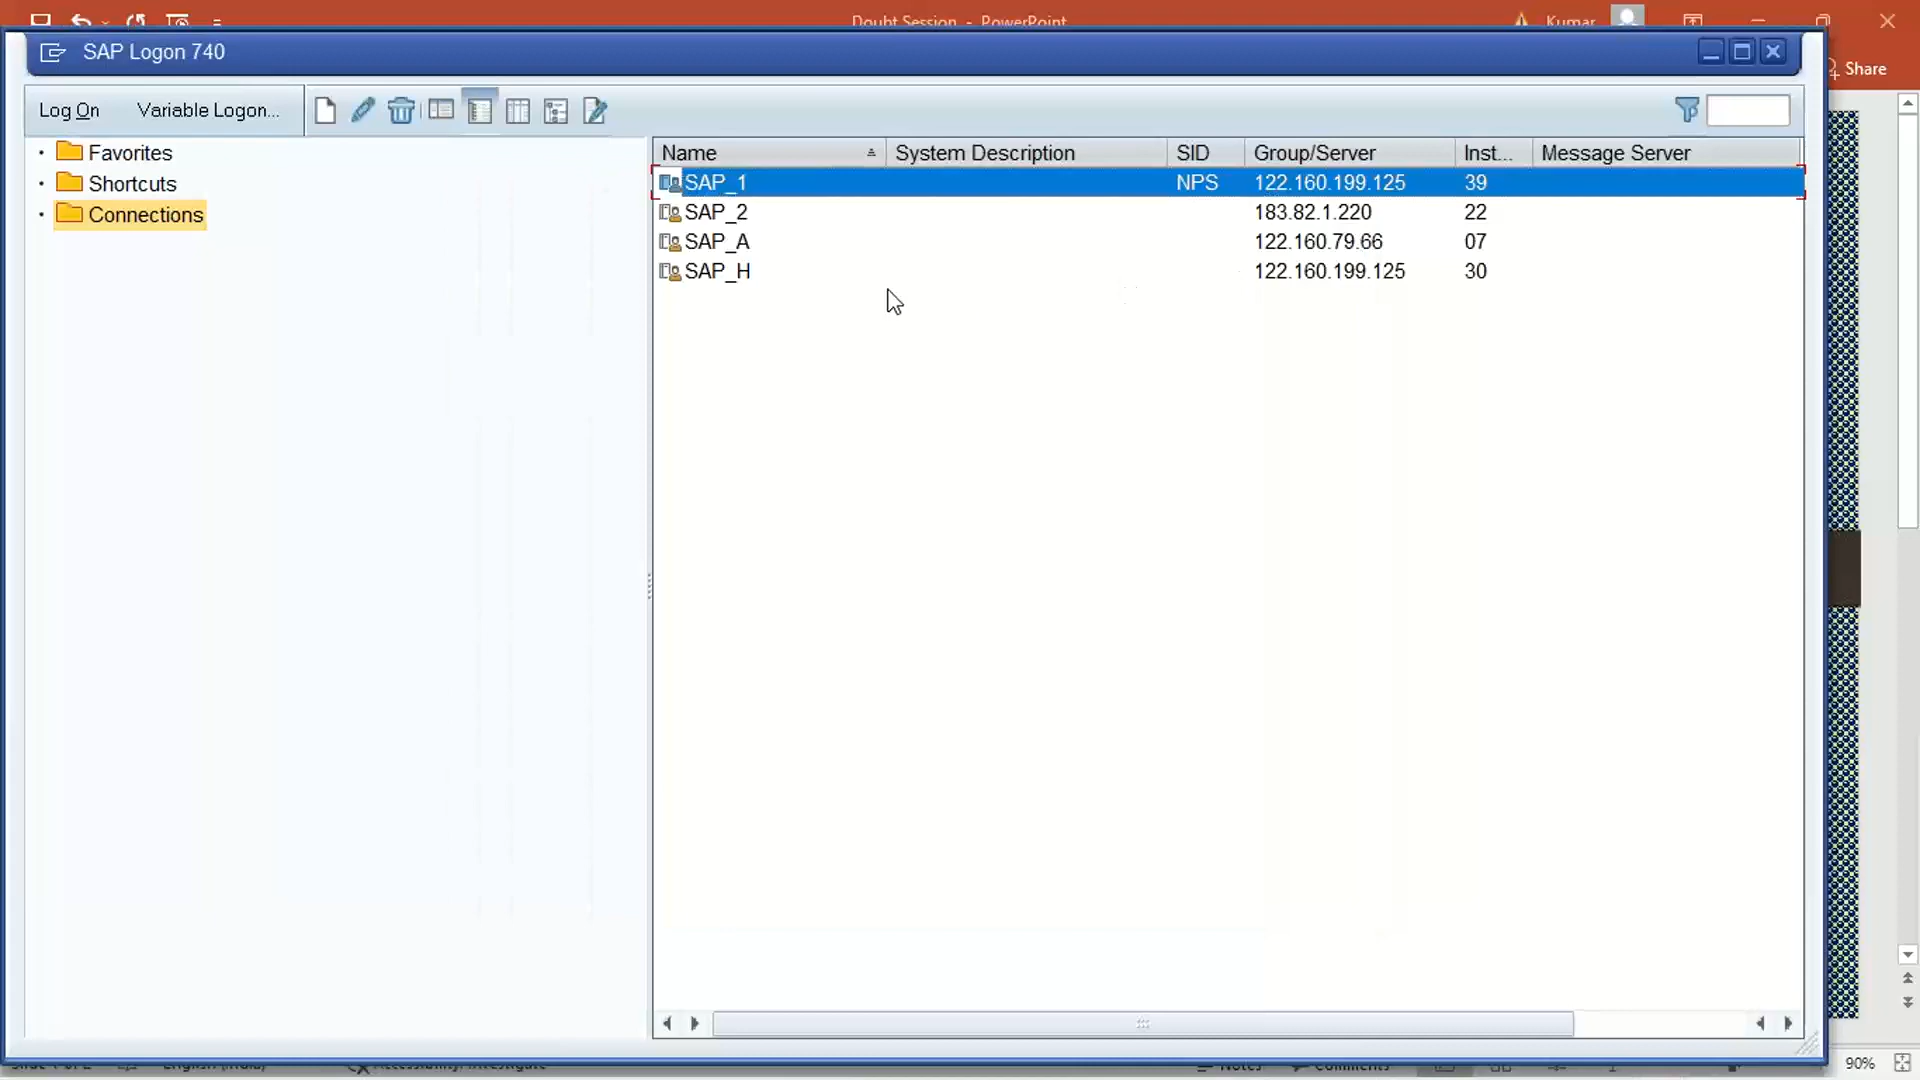 Doubt Session - PowerPoint
Kumar
SAP Logon 740
Share
Log On
Variable Logon...
Favorites
Shortcuts
Connections
Name System Description SID Group/Server Inst... Message Server
SAP_1 NPS 122.160.199.125 39
SAP_2 183.82.1.220 22
SAP_A 122.160.79.66 07
SAP_H 122.160.199.125 30
Notes
Comments
90%